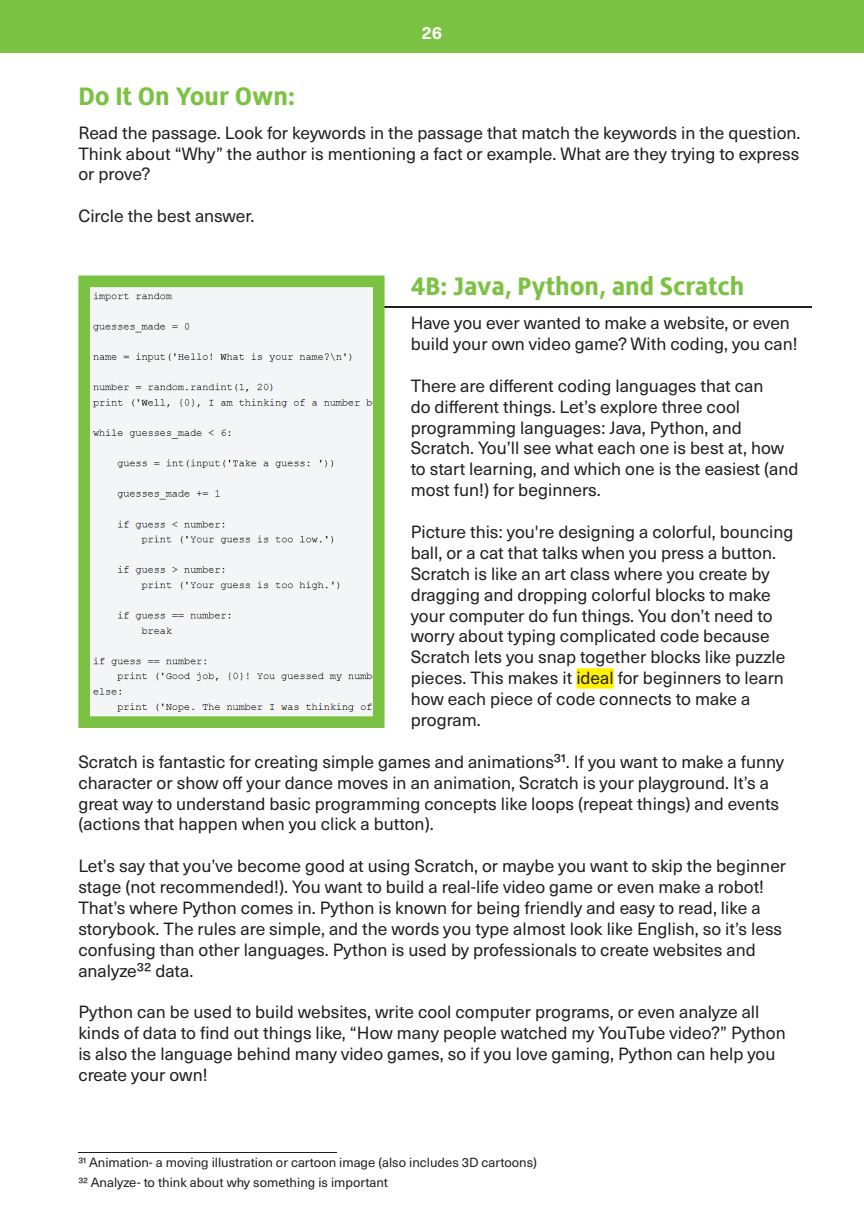 26
Do It On Your Own:
Read the passage. Look for keywords in the passage that match the keywords in the question.
Think about “Why” the author is mentioning a fact or example. What are they trying to express
or prove?
Circle the best answer.
import random
guesses_made = 0
name = input('Hello! What is your name?\n')
number = random.randint(1, 20)
print ('Well, {0}, I am thinking of a number b
while guesses_made < 6:
guess = int(input('Take a guess: '))
guesses_made += 1
if guess < number:
print ('Your guess is too low.')
if guess > number:
print ('Your guess is too high.')
if guess == number:
break
if guess == number:
print ('Good job, {0}! You guessed my numb
else:
print ('Nope. The number I was thinking of
4B: Java, Python, and Scratch
Have you ever wanted to make a website, or even
build your own video game? With coding, you can!
There are different coding languages that can
do different things. Let’s explore three cool
programming languages: Java, Python, and
Scratch. You’ll see what each one is best at, how
to start learning, and which one is the easiest (and
most fun!) for beginners.
Picture this: you're designing a colorful, bouncing
ball, or a cat that talks when you press a button.
Scratch is like an art class where you create by
dragging and dropping colorful blocks to make
your computer do fun things. You don’t need to
worry about typing complicated code because
Scratch lets you snap together blocks like puzzle
pieces. This makes it ideal for beginners to learn
how each piece of code connects to make a
program.
Scratch is fantastic for creating simple games and animations³¹. If you want to make a funny
character or show off your dance moves in an animation, Scratch is your playground. It’s a
great way to understand basic programming concepts like loops (repeat things) and events
(actions that happen when you click a button).
Let’s say that you’ve become good at using Scratch, or maybe you want to skip the beginner
stage (not recommended!). You want to build a real-life video game or even make a robot!
That’s where Python comes in. Python is known for being friendly and easy to read, like a
storybook. The rules are simple, and the words you type almost look like English, so it’s less
confusing than other languages. Python is used by professionals to create websites and
analyze³² data.
Python can be used to build websites, write cool computer programs, or even analyze all
kinds of data to find out things like, “How many people watched my YouTube video?” Python
is also the language behind many video games, so if you love gaming, Python can help you
create your own!
³¹ Animation- a moving illustration or cartoon image (also includes 3D cartoons)
³² Analyze- to think about why something is important